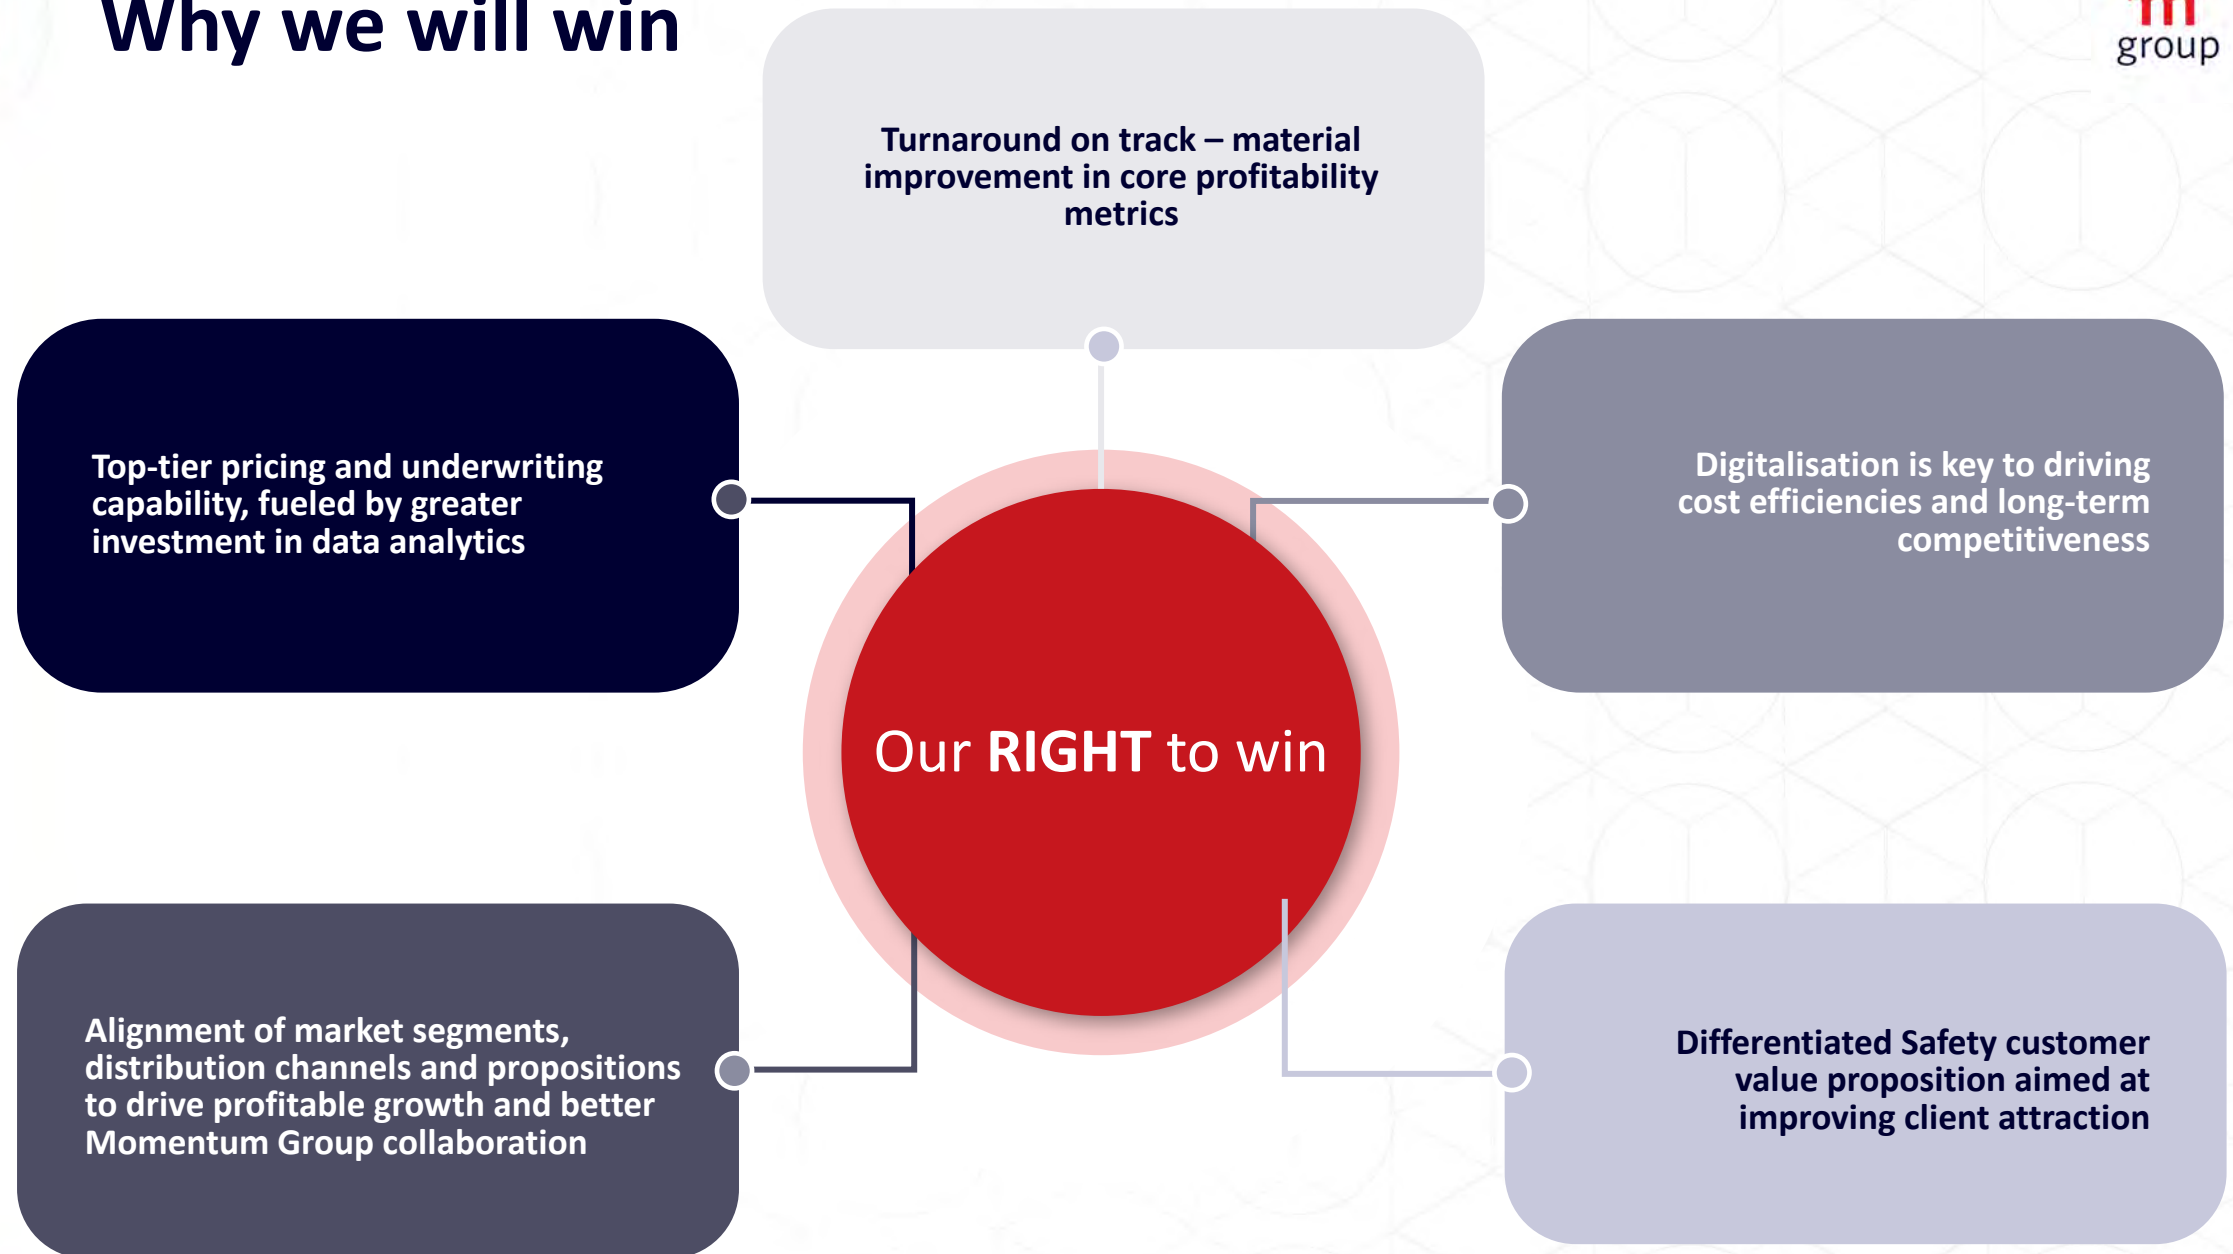 Why we will win
group
Turnaround on track – material
improvement in core profitability
metrics
Top-tier pricing and underwriting
capability, fueled by greater
investment in data analytics
Digitalisation is key to driving
cost efficiencies and long-term
competitiveness
Our RIGHT to win
Alignment of market segments,
distribution channels and propositions
to drive profitable growth and better
Momentum Group collaboration
Differentiated Safety customer
value proposition aimed at
improving client attraction